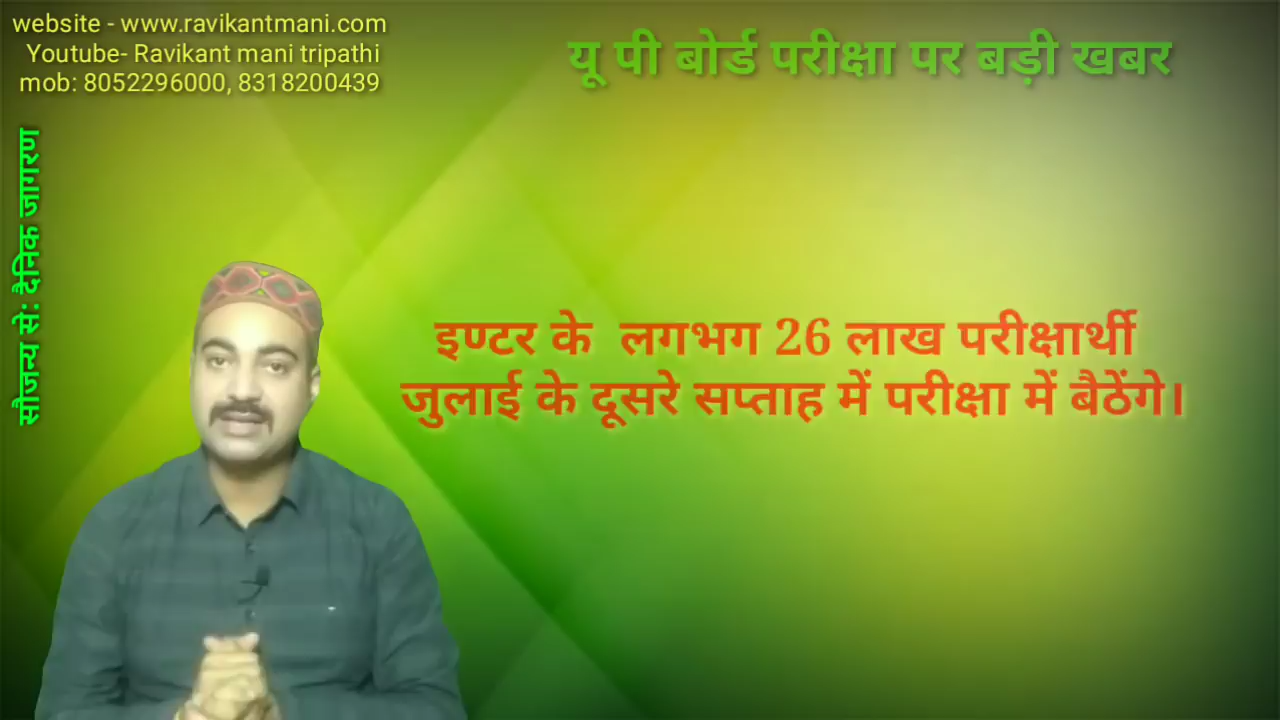 website - www.ravikantmani.com
Youtube- Ravikant mani tripathi
mob: 8052296000, 8318200439
यू पी बोर्ड परीक्षा पर बड़ी खबर
सौजन्य से: दैनिक जागरण
इण्टर के लगभग 26 लाख परीक्षार्थी
जुलाई के दूसरे सप्ताह में परीक्षा में बैठेंगे।